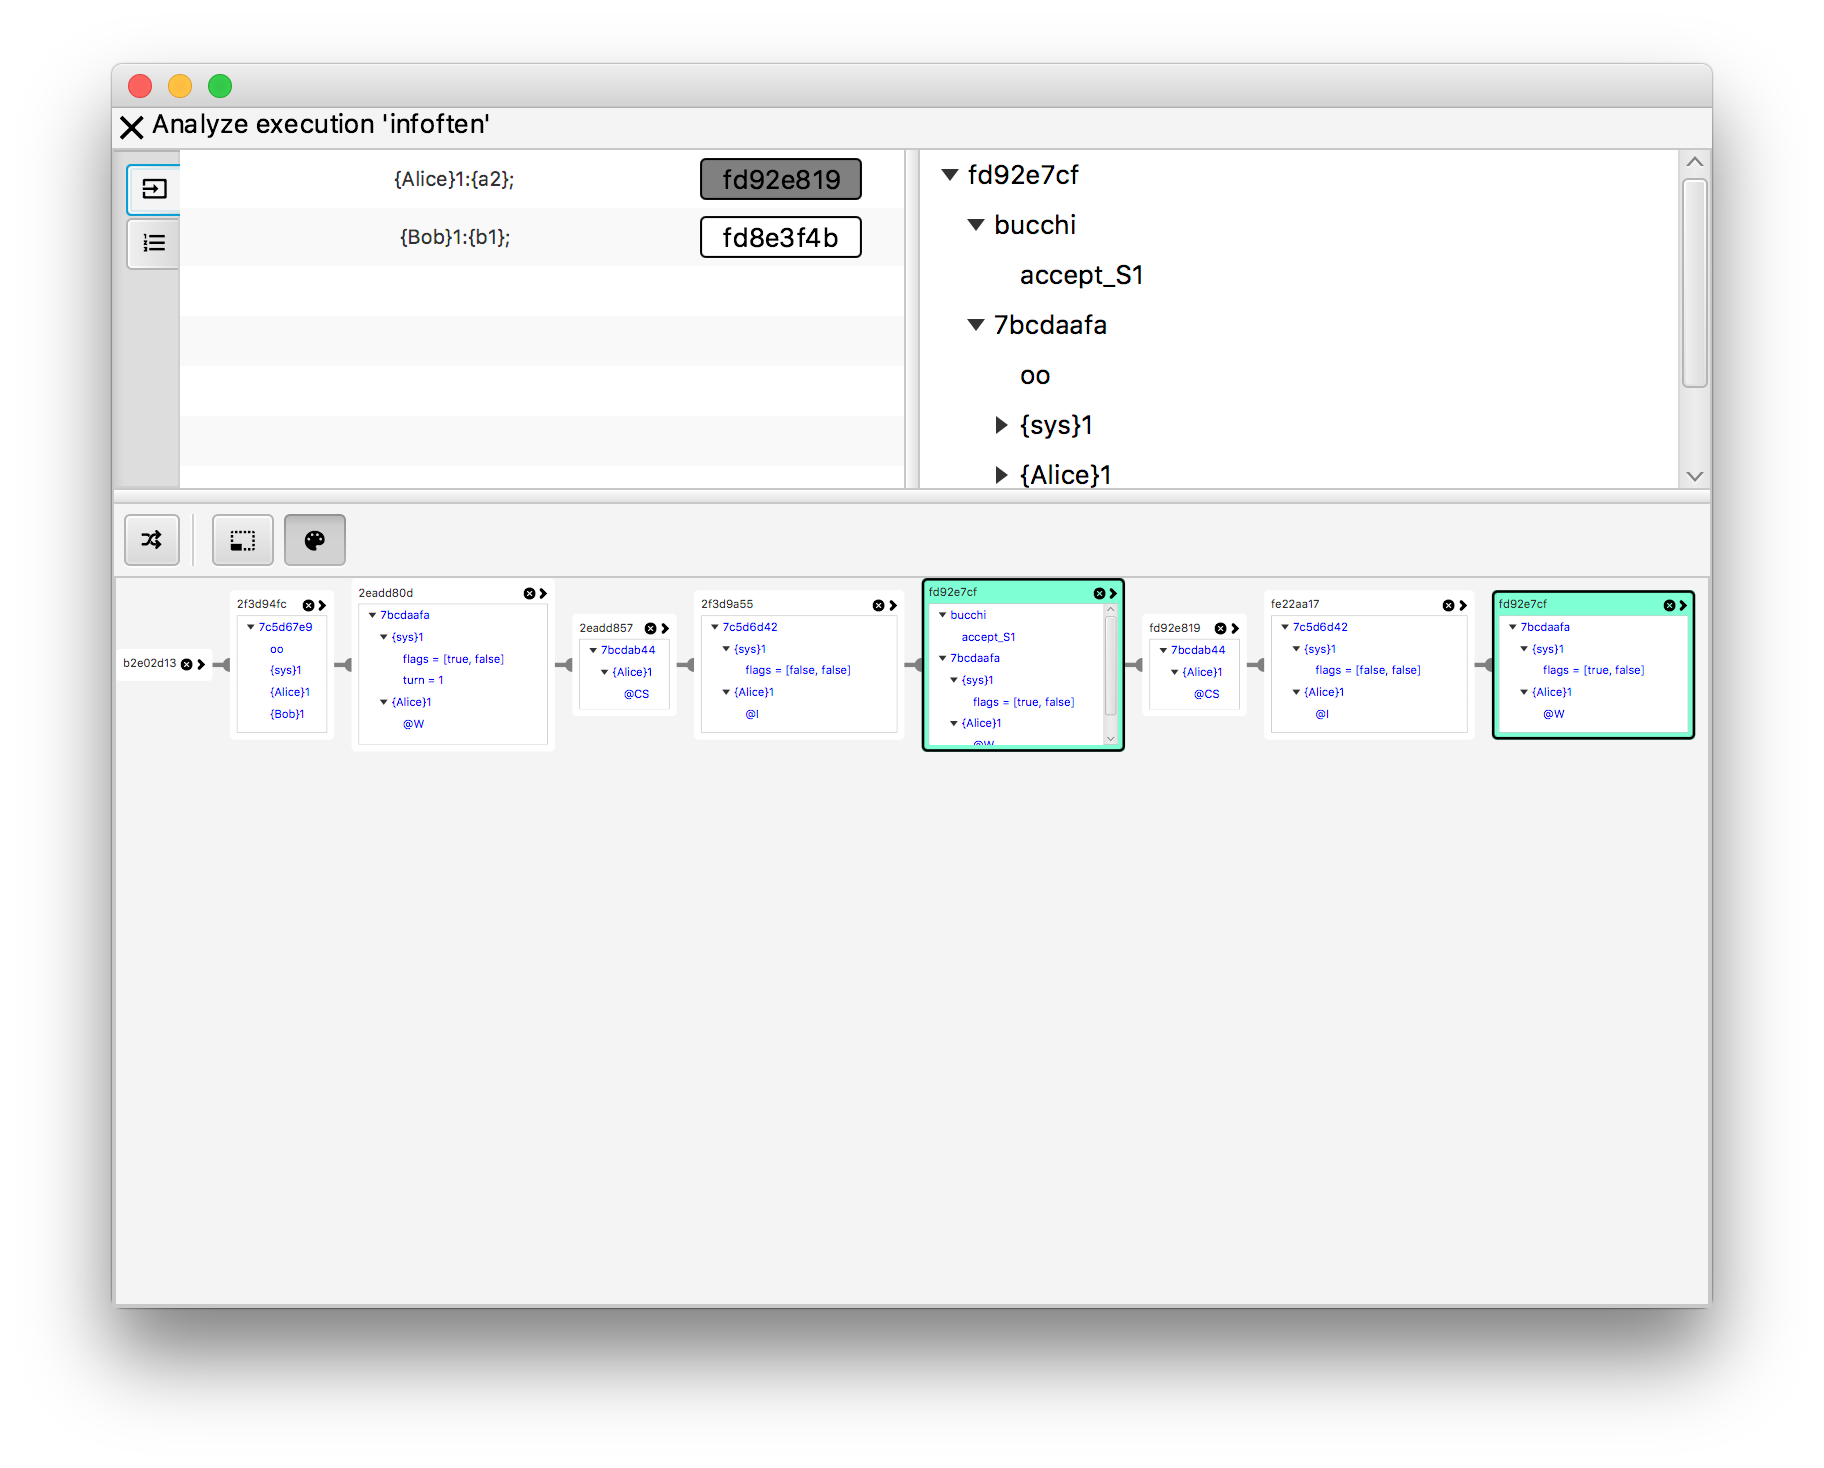 Analyze execution 'infoften'
{Alice}1:{a2};
fd92e819
{Bob}1:{b1};
fd8e3f4b
fd92e7cf
bucchi
accept_S1
7bcdaafa
oo
{sys}1
{Alice}1
b2e02d13
2f3d94fc
7c5d67e9
oo
{sys}1
{Alice}1
{Bob}1
2eadd80d
7bcdaafa
{sys}1
flags = [true, false]
turn = 1
{Alice}1
@W
2eadd857
7bcdab44
{Alice}1
@CS
2f3d9a55
7c5d6d42
{sys}1
flags = [false, false]
{Alice}1
@I
fd92e7cf
bucchi
accept_S1
7bcdaafa
{sys}1
flags = [true, false]
{Alice}1
@W
fd92e819
7bcdab44
{Alice}1
@CS
fe22aa17
7c5d6d42
{sys}1
flags = [false, false]
{Alice}1
@I
fd92e7cf
7bcdaafa
{sys}1
flags = [true, false]
{Alice}1
@W